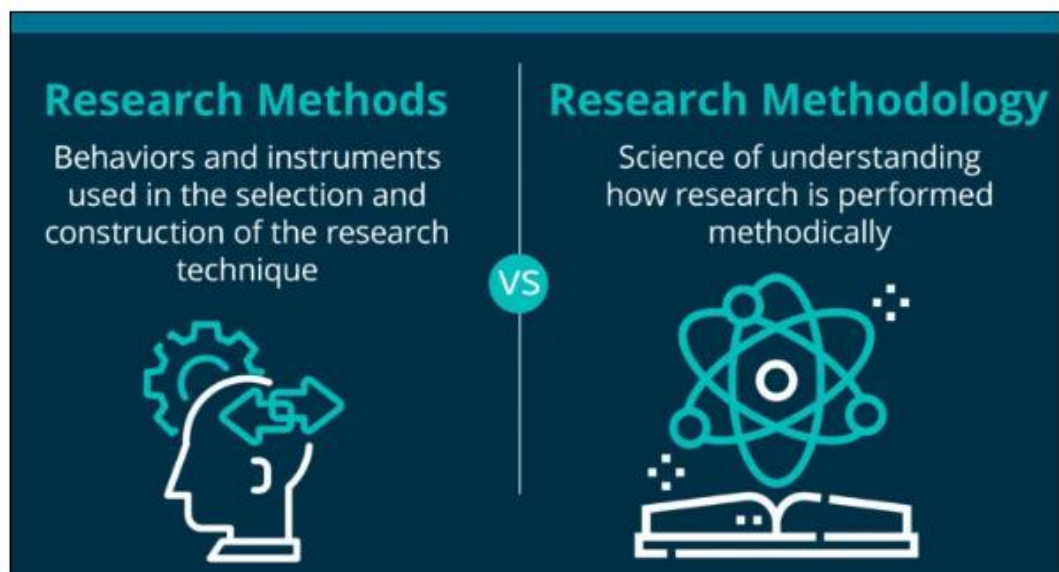 Research Methods
Behaviors and instruments
used in the selection and
construction of the research
technique
VS
Research Methodology
Science of understanding
how research is performed
methodically